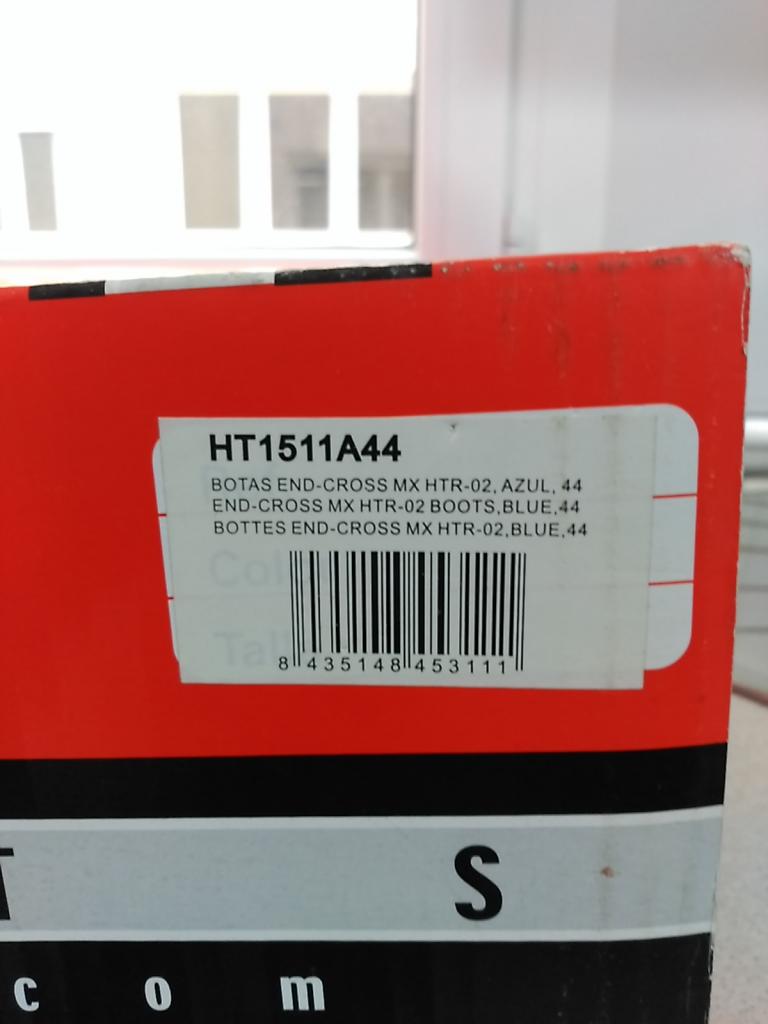 HT1511A44
BOTAS END-CROSS MX HTR-02, AZUL, 44
END-CROSS MX HTR-02 BOOTS,BLUE,44
BOTTES END-CROSS MX HTR-02,BLUE,44
8 435148 453111
T S
com